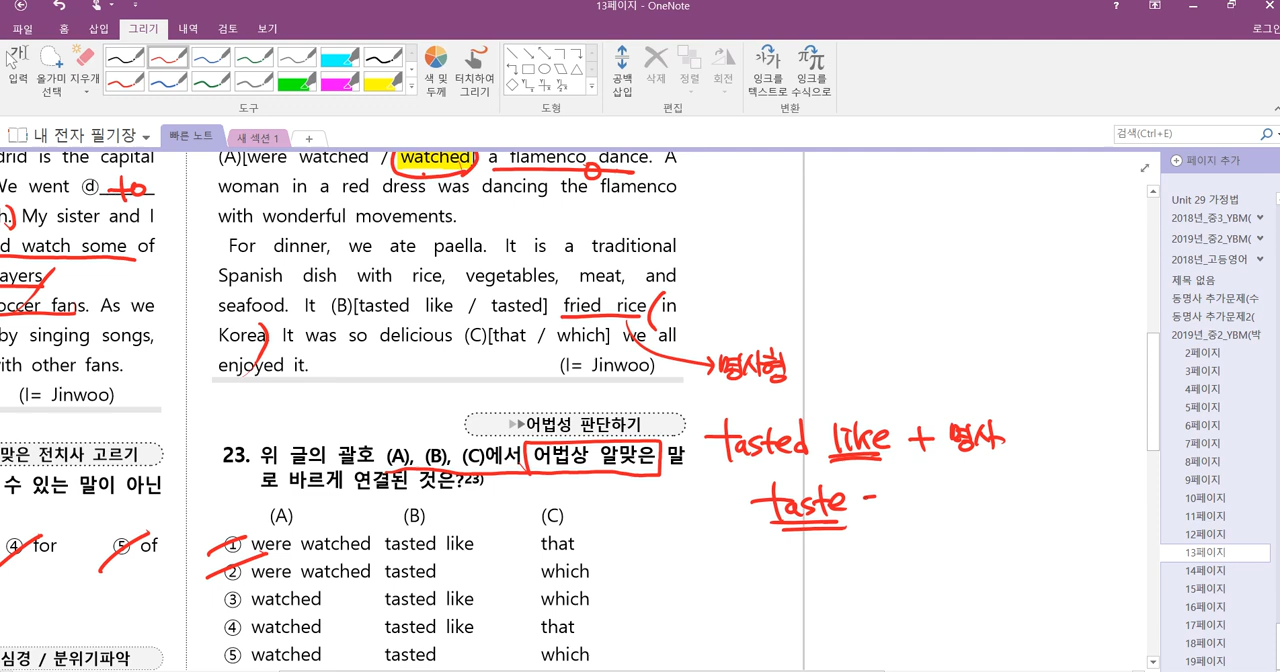 13페이지 - OneNote
?
파일 홈 삽입 그리기 내역 검토 보기
로그인
입력
올가미 선택
지우개
색 및 두께
터치하여 그리기
공백 삽입
삭제
정렬
회전
잉크를 텍스트로
잉크를 수식으로
도구
도형
편집
변환
내 전자 필기장
빠른 노트
새 섹션 1
+
검색(Ctrl+E)
페이지 추가
Unit 29 가정법
2018년_중3_YBM(
2019년_중2_YBM(
2018년_고등영어
제목 없음
동명사 추가문제(수
동명사 추가문제2(
2019년_중2_YBM(박
2페이지
3페이지
4페이지
5페이지
6페이지
7페이지
8페이지
9페이지
10페이지
11페이지
12페이지
13페이지
14페이지
15페이지
16페이지
17페이지
18페이지
19페이지
drid is the capital
We went ⓓ to
h. My sister and I
d watch some of
ayers
occer fans. As we
by singing songs,
with other fans.
(I= Jinwoo)
맞은 전치사 고르기
수 있는 말이 아닌
④ for ⑤ of
심경 / 분위기파악
(A)[were watched / watched] a flamenco dance. A
woman in a red dress was dancing the flamenco
with wonderful movements.
For dinner, we ate paella. It is a traditional
Spanish dish with rice, vegetables, meat, and
seafood. It (B)[tasted like / tasted] fried rice in
Korea. It was so delicious (C)[that / which] we all
enjoyed it. (I= Jinwoo)
명사형
▶▶어법성 판단하기
tasted like + 명사
taste -
23. 위 글의 괄호 (A), (B), (C)에서 어법상 알맞은 말
로 바르게 연결된 것은?23)
(A) (B) (C)
① were watched tasted like that
② were watched tasted which
③ watched tasted like which
④ watched tasted like that
⑤ watched tasted which